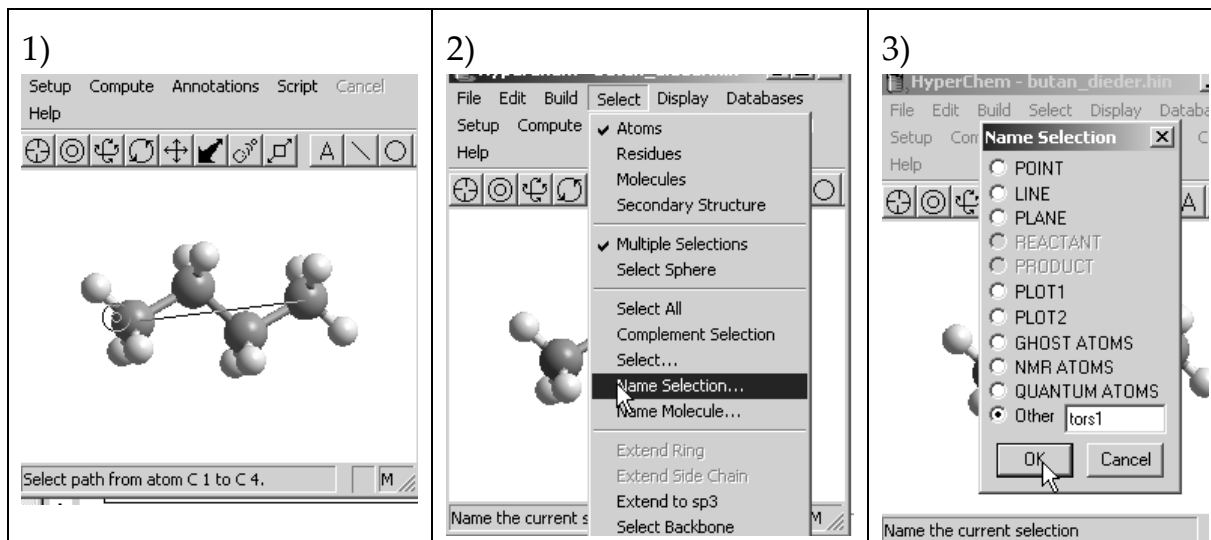 1)
Setup Compute Annotations Script Cancel
Help
A
Select path from atom C 1 to C 4.
M
2)
HyperChem - butan_dieder.hin
File Edit Build Select Display Databases
Setup Compute
Help
Atoms
Residues
Molecules
Secondary Structure
Multiple Selections
Select Sphere
Select All
Complement Selection
Select...
Name Selection...
Name Molecule...
Extend Ring
Extend Side Chain
Extend to sp3
Select Backbone
Name the current s
M
3)
HyperChem - butan_dieder.hin
File Edit Build Select Display Databa
Setup Com
Help
C
A
Name Selection
POINT
LINE
PLANE
REACTANT
PRODUCT
PLOT1
PLOT2
GHOST ATOMS
NMR ATOMS
QUANTUM ATOMS
Other tors1
OK Cancel
Name the current selection